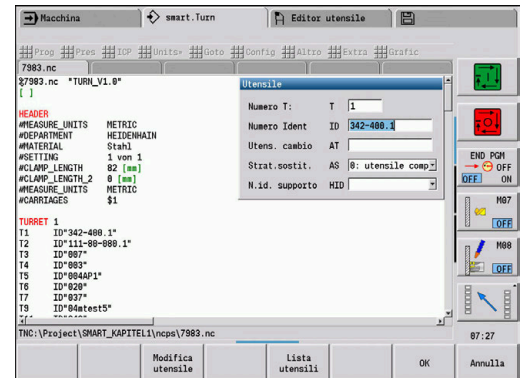 Macchina
smart.Turn
Editor utensile
Prog Pres ICP Units» Goto Config Altro Extra Grafic
7983.nc
%7983.nc "TURN_V1.0"
[ ]
HEADER
#MEASURE_UNITS METRIC
#DEPARTMENT HEIDENHAIN
#MATERIAL Stahl
#SETTING 1 von 1
#CLAMP_LENGTH 82 [mm]
#CLAMP_LENGTH_2 0 [mm]
#MEASURE_UNITS METRIC
#CARRIAGES $1
TURRET 1
T1 ID"342-400.1"
T2 ID"111-80-080.1"
T3 ID"007"
T4 ID"003"
T5 ID"004AP1"
T6 ID"020"
T7 ID"037"
T9 ID"04mtest5"
Utensile
Numero T: T 1
Numero Ident ID 342-400.1
Utens. cambio AT
Strat.sostit. AS 0: utensile comp
N.id. supporto HID
END PGM
OFF
OFF ON
M07
OFF
M08
OFF
TNC:\Project\SMART_KAPITEL1\ncps\7983.nc
07:27
Modifica utensile
Lista utensili
OK
Annulla